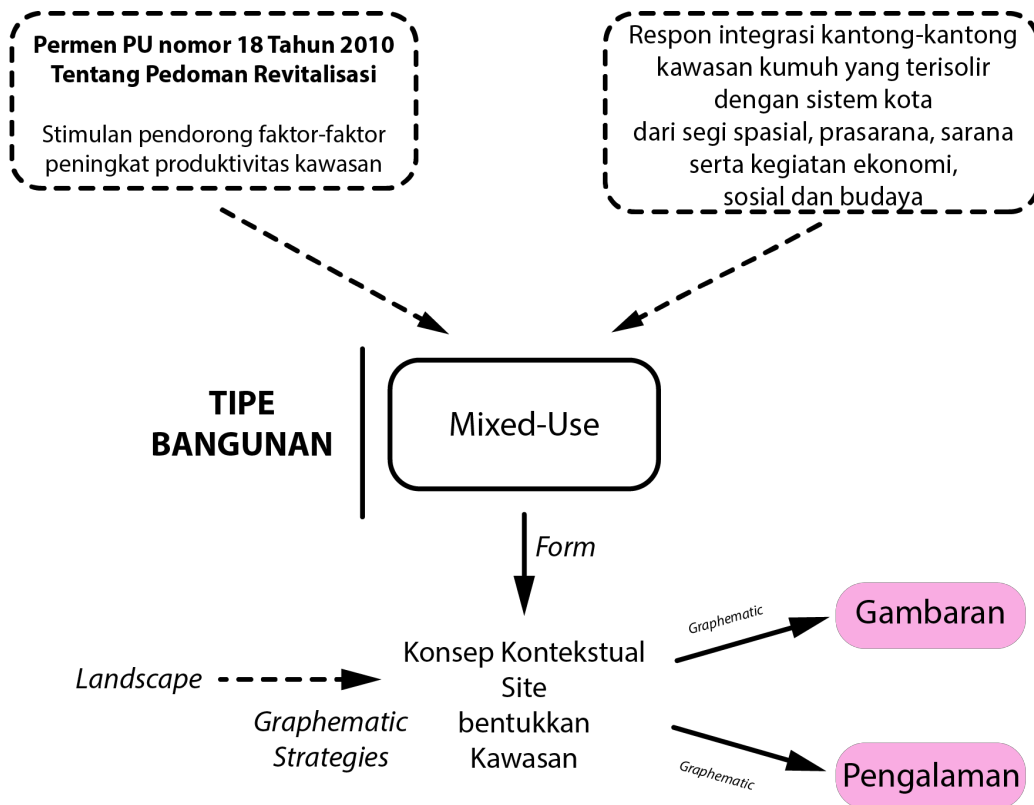 Permen PU nomor 18 Tahun 2010
Tentang Pedoman Revitalisasi
Stimulan pendorong faktor-faktor
peningkat produktivitas kawasan
Respon integrasi kantong-kantong
kawasan kumuh yang terisolir
dengan sistem kota
dari segi spasial, prasarana, sarana
serta kegiatan ekonomi,
sosial dan budaya
TIPE
BANGUNAN
Mixed-Use
Form
Landscape
Graphematic
Strategies
Konsep Kontekstual
Site
bentukkan
Kawasan
Graphematic
Gambaran
Graphematic
Pengalaman